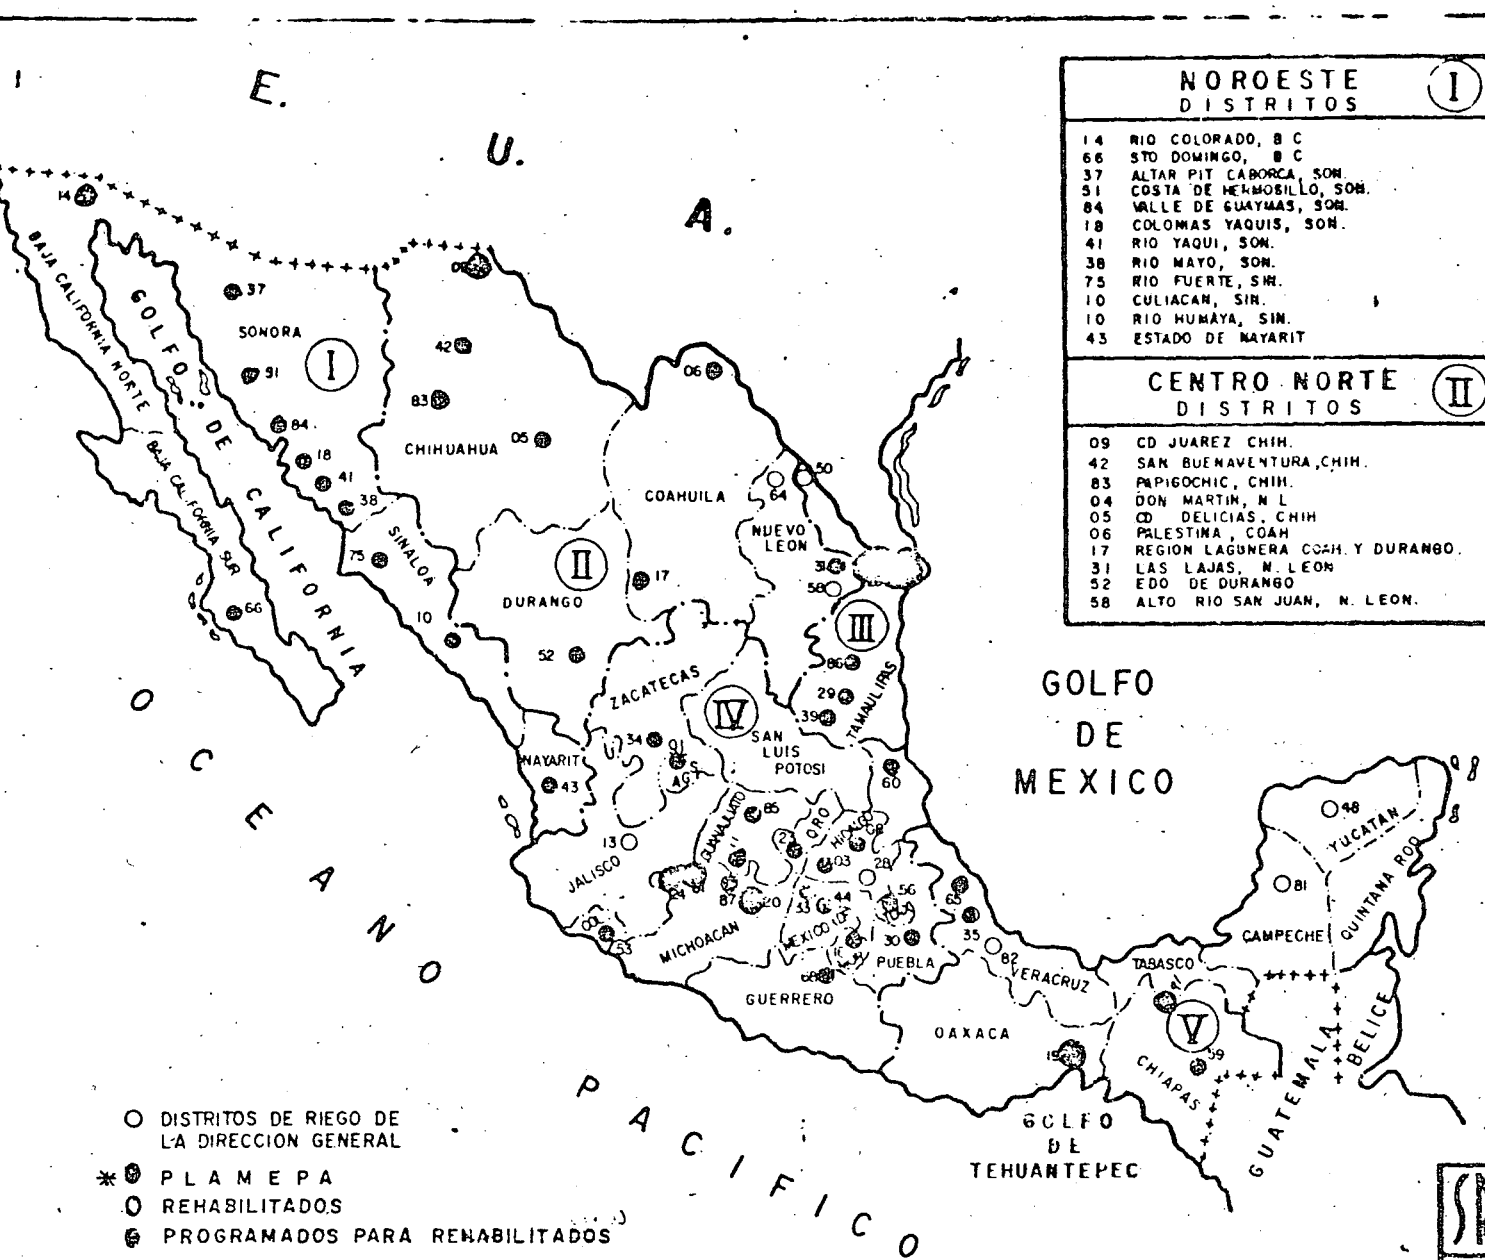 E.
U.
A.
NOROESTE
DISTRITOS
I
14 RIO COLORADO, B C
66 STO DOMINGO, B C
37 ALTAR PIT CABORCA, SON.
51 COSTA DE HERMOSILLO, SON.
84 VALLE DE GUAYMAS, SON.
18 COLONIAS YAQUIS, SON.
41 RIO YAQUI, SON.
38 RIO MAYO, SON.
75 RIO FUERTE, SIN.
10 CULIACAN, SIN.
10 RIO HUMAYA, SIN.
43 ESTADO DE NAYARIT
CENTRO NORTE
DISTRITOS
II
09 CD JUAREZ CHIH.
42 SAN BUENAVENTURA, CHIH.
83 PAPIGOCHIC, CHIH.
04 DON MARTIN, N L
05 CD DELICIAS, CHIH
06 PALESTINA, COAH
17 REGION LAGUNERA COAH. Y DURANGO.
31 LAS LAJAS, N. LEON
52 EDO DE DURANGO
58 ALTO RIO SAN JUAN, N. LEON.
14
09
BAJA CALIFORNIA NORTE
GOLFO DE CALIFORNIA
37
SONORA
I
42
06
91
83
84
CHIHUAHUA
05
18
41
38
BAJA CALIFORNIA SUR
COAHUILA
64
50
NUEVO
LEON
SINALOA
75
II
17
31
58
66
10
DURANGO
III
52
86
ZACATECAS
29
39
TAMAULIPAS
IV
SAN
LUIS
POTOSI
34
AGS
NAYARIT
43
60
GOLFO
DE
MEXICO
GUANAJUATO
85
QRO
HIDALGO
13
11
23
03
28
JALISCO
87
20
33
44
56
COL
53
MICHOACAN
MEXICO
30
PUEBLA
35
82
VERACRUZ
GUERRERO
OAXACA
19
TABASCO
V
59
CHIAPAS
48
YUCATAN
81
CAMPECHE
QUINTANA ROO
GUATEMALA
BELICE
GOLFO
DE
TEHUANTEPEC
OCEANO
PACIFICO
DISTRITOS DE RIEGO DE
LA DIRECCION GENERAL
* PLAMEPA
REHABILITADOS
PROGRAMADOS PARA REHABILITADOS